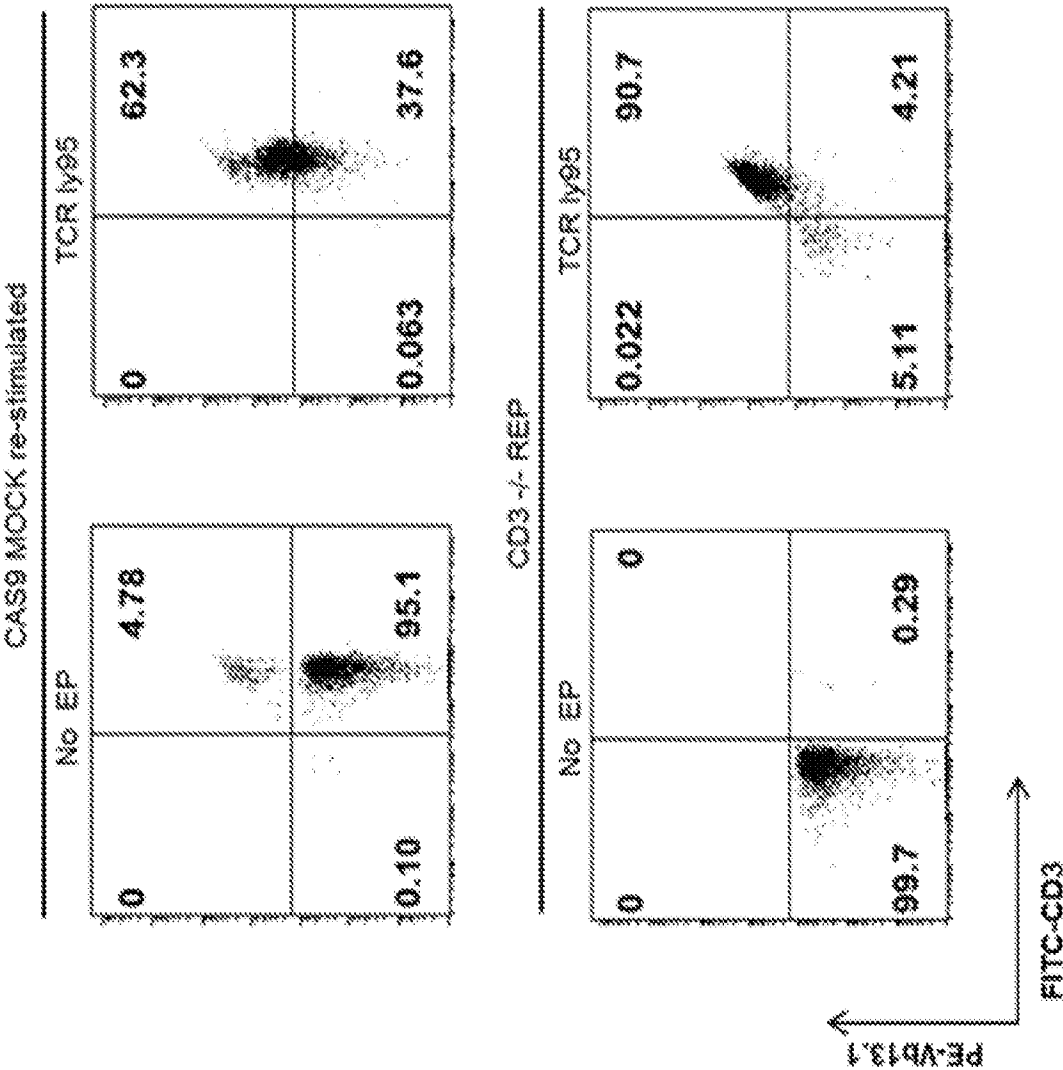 CAS9 MOCK re-stimulated
No EP
TCR ly95
0
4.78
0
62.3
0.10
95.1
0.063
37.6
CD3 -/- REP
No EP
TCR ly95
0
0
0.022
90.7
99.7
0.29
5.11
4.21
PE-Vb13.1
FITC-CD3